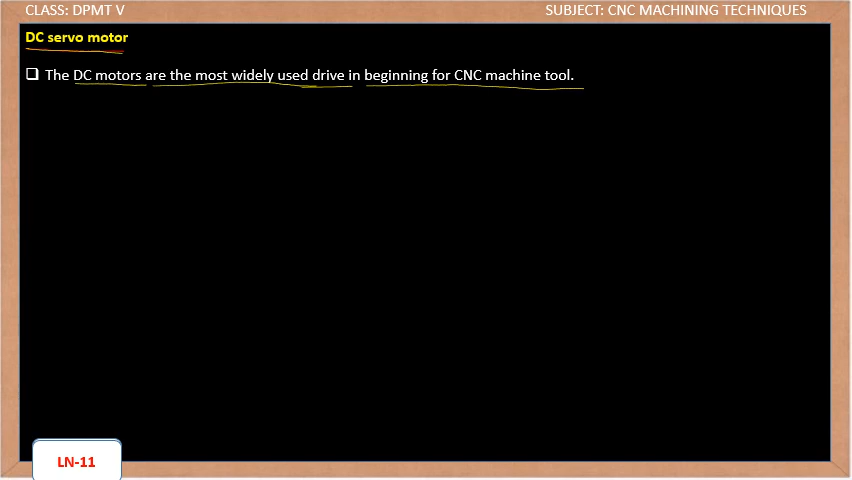 CLASS: DPMT V
SUBJECT: CNC MACHINING TECHNIQUES
DC servo motor
The DC motors are the most widely used drive in beginning for CNC machine tool.
LN-11